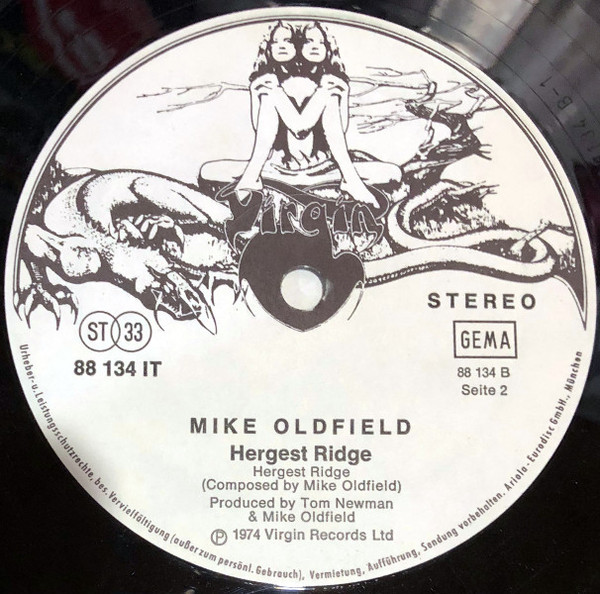 Virgin
STEREO
ST 33
GEMA
88 134 IT
88 134 B
Seite 2
MIKE OLDFIELD
Hergest Ridge
Hergest Ridge
(Composed by Mike Oldfield)
Produced by Tom Newman
& Mike Oldfield
Ⓟ 1974 Virgin Records Ltd
Urheber-u.Leistungsschutzrechte, bes. Vervielfältigung (außer zum persönl. Gebrauch), Vermietung, Aufführung, Sendung vorbehalten. Ariola-Eurodisc GmbH., München